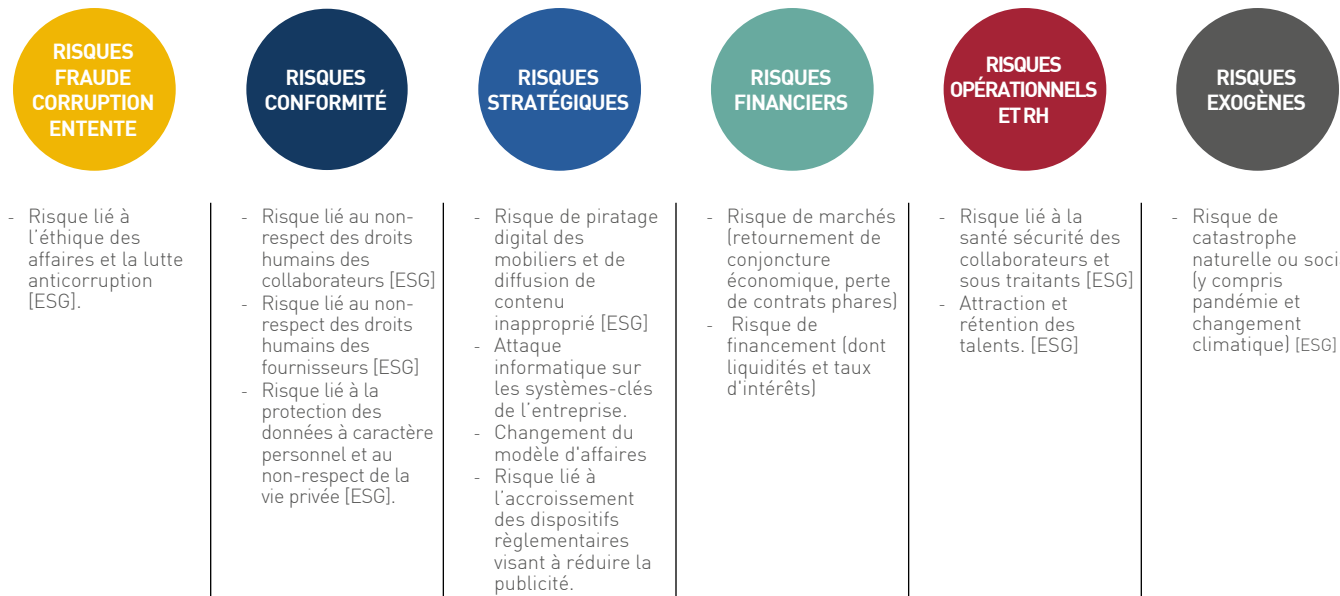 RISQUES
FRAUDE
CORRUPTION
ENTENTE
- Risque lié à
l'éthique des
affaires et la lutte
anticorruption
[ESG].
RISQUES
CONFORMITÉ
- Risque lié au non-
respect des droits
humains des
collaborateurs [ESG]
- Risque lié au non-
respect des droits
humains des
fournisseurs [ESG]
- Risque lié à la
protection des
données à caractère
personnel et au
non-respect de la
vie privée [ESG].
RISQUES
STRATÉGIQUES
- Risque de piratage
digital des
mobiliers et de
diffusion de
contenu
inapproprié [ESG]
- Attaque
informatique sur
les systèmes-clés
de l'entreprise.
- Changement du
modèle d'affaires
- Risque lié à
l'accroissement
des dispositifs
règlementaires
visant à réduire la
publicité.
RISQUES
FINANCIERS
- Risque de marchés
(retournement de
conjoncture
économique, perte
de contrats phares)
- Risque de
financement (dont
liquidités et taux
d'intérêts)
RISQUES
OPÉRATIONNELS
ET RH
- Risque lié à la
santé sécurité des
collaborateurs et
sous traitants [ESG]
- Attraction et
rétention des
talents. [ESG]
RISQUES
EXOGÈNES
- Risque de
catastrophe
naturelle ou soci
(y compris
pandémie et
changement
climatique) [ESG]